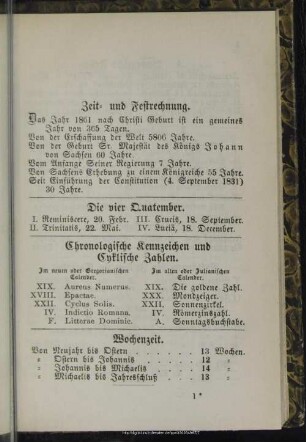 Zeit- und Festrechnung.
Das Jahr 1861 nach Christi Geburt ist ein gemeines
Jahr von 365 Tagen.
Von der Erschaffung der Welt 5806 Jahre.
Von der Geburt Sr. Majestät des Königs Johann
von Sachsen 60 Jahre.
Vom Anfange Seiner Regierung 7 Jahre.
Von Sachsens Erhebung zu einem Königreiche 55 Jahre.
Seit Einführung der Constitution (4. September 1831)
30 Jahre.
Die vier Quatember.
I. Reminiscere, 20. Febr. III. Crucis, 18. September.
II. Trinitatis, 22. Mai. IV. Luciä, 18. December.
Chronologische Kennzeichen und
Cyklische Zahlen.
Im neuen oder Gregorianischen Calender. Im alten oder Julianischen Calender.
XIX. Aureus Numerus. XIX. Die goldene Zahl.
XVIII. Epactae. XXX. Mondzeiger.
XXII. Cyclus Solis. XXII. Sonnenzirkel.
IV. Indictio Romana. IV. Römerzinszahl.
F. Litterae Dominic. A. Sonntagsbuchstabe.
Wochenzeit.
Von Neujahr bis Ostern . . . . . 13 Wochen.
" Ostern bis Johannis . . . . . 12 "
" Johannis bis Michaelis . . . . . 14 "
" Michaelis bis Jahresschluß . . . . 13 "
1*